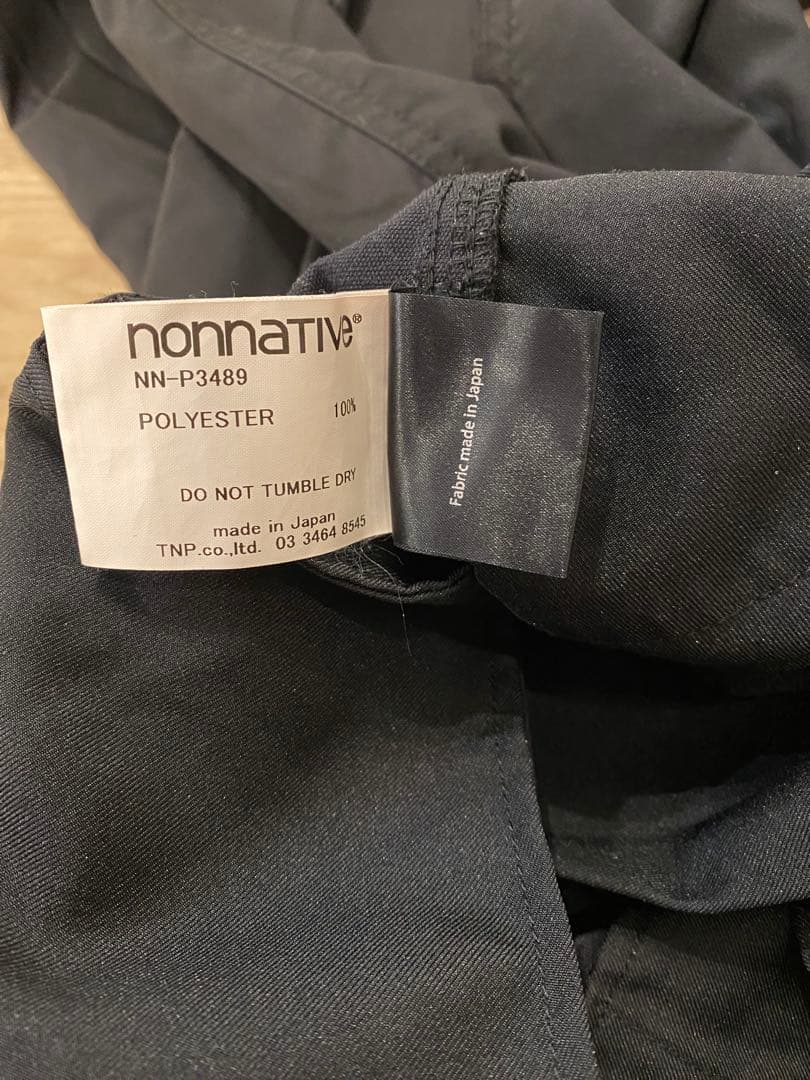 nonnative®
NN-P3489
POLYESTER 100%
DO NOT TUMBLE DRY
made in Japan
TNP.co.,ltd. 03 3464 8545
Fabric made in Japan